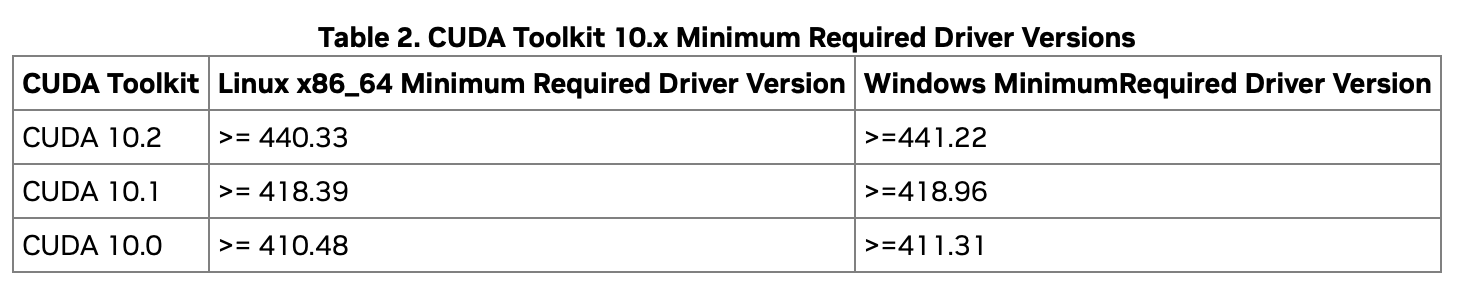 Table 2. CUDA Toolkit 10.x Minimum Required Driver Versions
CUDA Toolkit Linux x86_64 Minimum Required Driver Version Windows MinimumRequired Driver Version
CUDA 10.2 >= 440.33 >=441.22
CUDA 10.1 >= 418.39 >=418.96
CUDA 10.0 >= 410.48 >=411.31